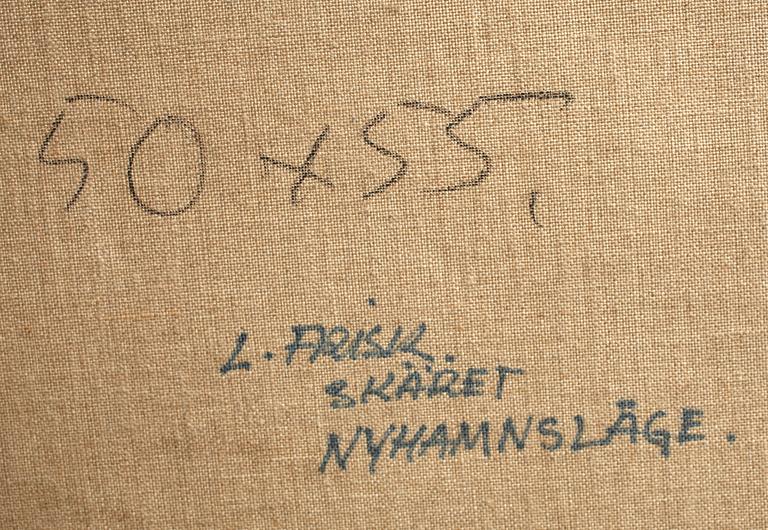 50 x 55,
L. FRISK.
SKÄRET
NYHAMNSLÄGE.